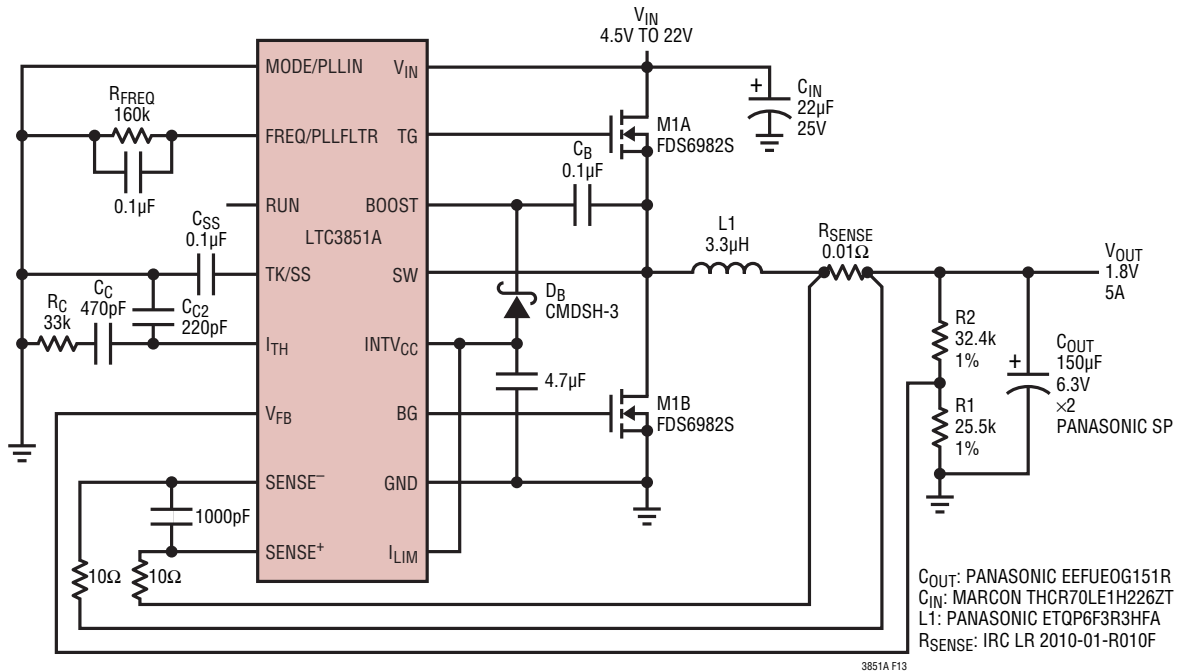 VIN
4.5V TO 22V
MODE/PLLIN
VIN
CIN
22µF
25V
+
RFREQ
160k
FREQ/PLLFLTR
TG
M1A
FDS6982S
0.1µF
CB
0.1µF
RUN
BOOST
LTC3851A
CSS
0.1µF
TK/SS
SW
L1
3.3µH
RSENSE
0.01Ω
VOUT
1.8V
5A
RC
33k
CC
470pF
CC2
220pF
DB
CMDSH-3
ITH
INTVCC
4.7µF
R2
32.4k
1%
+
COUT
150µF
6.3V
×2
PANASONIC SP
VFB
BG
M1B
FDS6982S
R1
25.5k
1%
SENSE–
GND
1000pF
SENSE+
ILIM
10Ω
10Ω
COUT: PANASONIC EEFUEOG151R
CIN: MARCON THCR70LE1H226ZT
L1: PANASONIC ETQP6F3R3HFA
RSENSE: IRC LR 2010-01-R010F
3851A F13